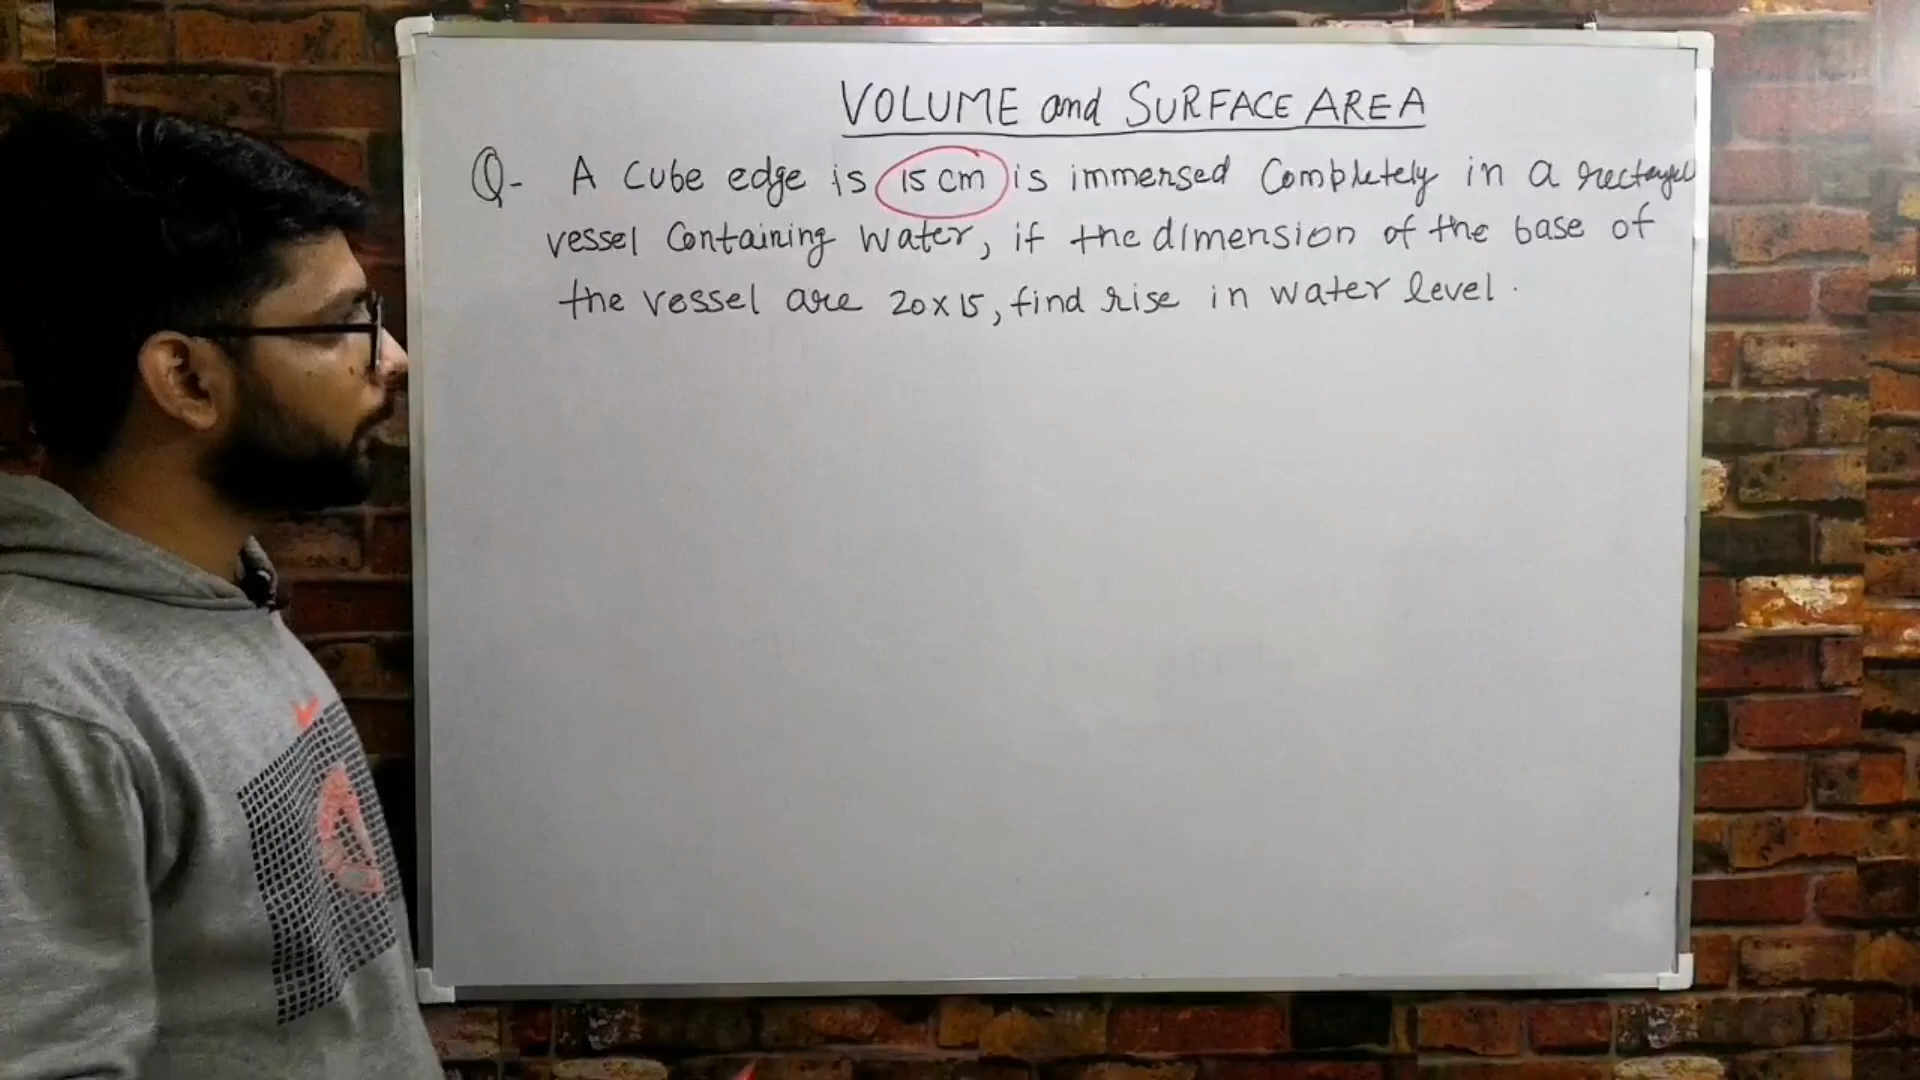 VOLUME and SURFACE AREA
Q- A Cube edge is 15 cm is immersed Completely in a
vessel Containing Water, if the dimension of the base of
the vessel are 20x15, find rise in water level.